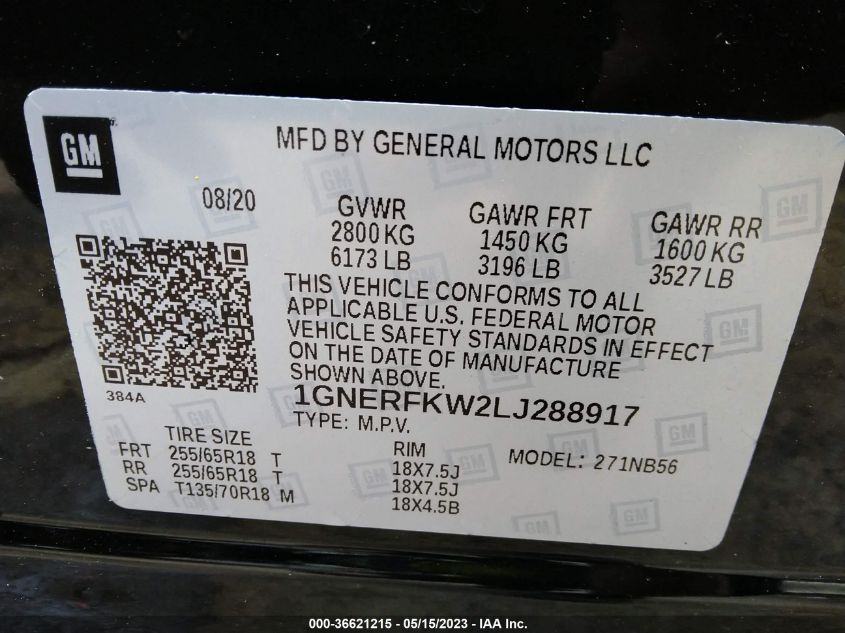 GM
MFD BY GENERAL MOTORS LLC
08/20
GVWR
2800 KG
6173 LB
GAWR FRT
1450 KG
3196 LB
GAWR RR
1600 KG
3527 LB
THIS VEHICLE CONFORMS TO ALL
APPLICABLE U.S. FEDERAL MOTOR
VEHICLE SAFETY STANDARDS IN EFFECT
ON THE DATE OF MANUFACTURE
SHOWN ABOVE.
384A
1GNERFKW2LJ288917
TYPE: M.P.V.
TIRE SIZE RIM MODEL: 271NB56
FRT 255/65R18 T 18X7.5J
RR 255/65R18 T 18X7.5J
SPA T135/70R18 M 18X4.5B
000-36621215 - 05/15/2023 - IAA Inc.